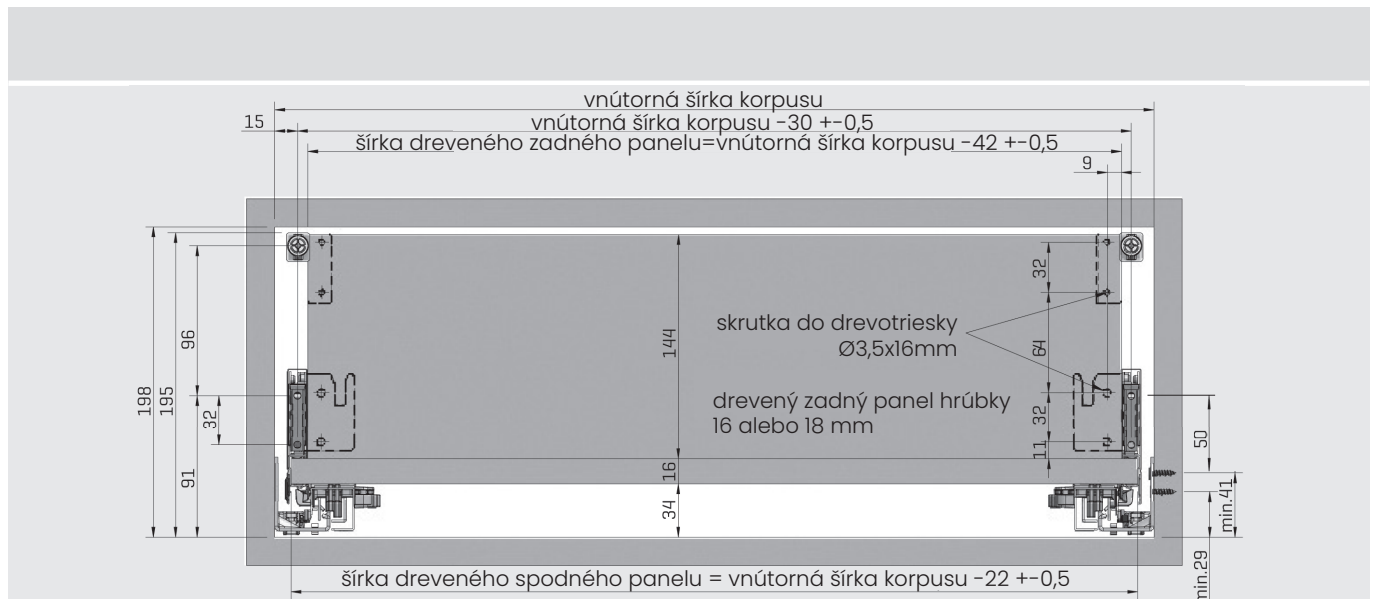 vnútorná šírka korpusu
15
vnútorná šírka korpusu -30 +-0,5
šírka dreveného zadného panelu=vnútorná šírka korpusu -42 +-0,5
9
32
skrutka do drevotriesky
Ø3,5x16mm
64
96
144
198
195
drevený zadný panel hrúbky
16 alebo 18 mm
32
32
50
11
91
16
34
min.41
min.29
šírka dreveného spodného panelu = vnútorná šírka korpusu -22 +-0,5